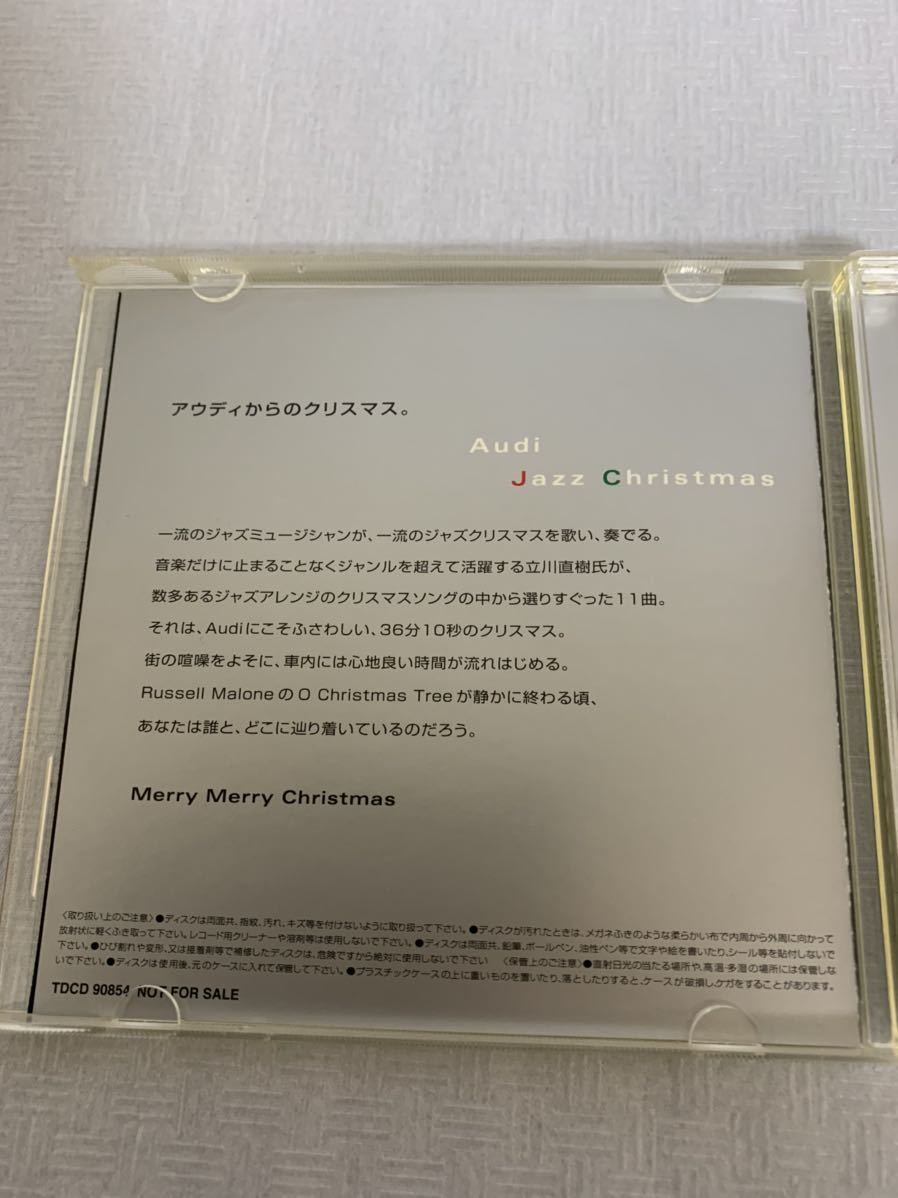 アウディからのクリスマス。
Audi
Jazz Christmas
一流のジャズミュージシャンが、一流のジャズクリスマスを歌い、奏でる。
音楽だけに止まることなくジャンルを超えて活躍する立川直樹氏が、
数多あるジャズアレンジのクリスマスソングの中から選りすぐった11曲。
それは、Audiにこそふさわしい、36分10秒のクリスマス。
街の喧噪をよそに、車内には心地良い時間が流れはじめる。
Russell MaloneのO Christmas Treeが静かに終わる頃、
あなたは誰と、どこに辿り着いているのだろう。
Merry Merry Christmas
〈取り扱い上のご注意〉●ディスクは両面共、指紋、汚れ、キズ等を付けないように取り扱って下さい。●ディスクが汚れたときは、メガネふきのような柔らかい布で内周から外周に向かって
放射状に軽くふき取って下さい。レコード用クリーナーや溶剤等は使用しないで下さい。●ディスクは両面共、鉛筆、ボールペン、油性ペン等で文字や絵を書いたり、シール等を貼付しないで
下さい。●ひび割れや変形、又は接着剤等で補修したディスクは、危険ですから絶対に使用しないで下さい 〈保管上のご注意〉●直射日光の当たる場所や、高温・多湿の場所には保管しな
いで下さい。●ディスクは使用後、元のケースに入れて保管して下さい。●プラスチックケースの上に重いものを置いたり、落としたりすると、ケースが破損し、ケガをすることがあります。
TDCD 90854 NOT FOR SALE